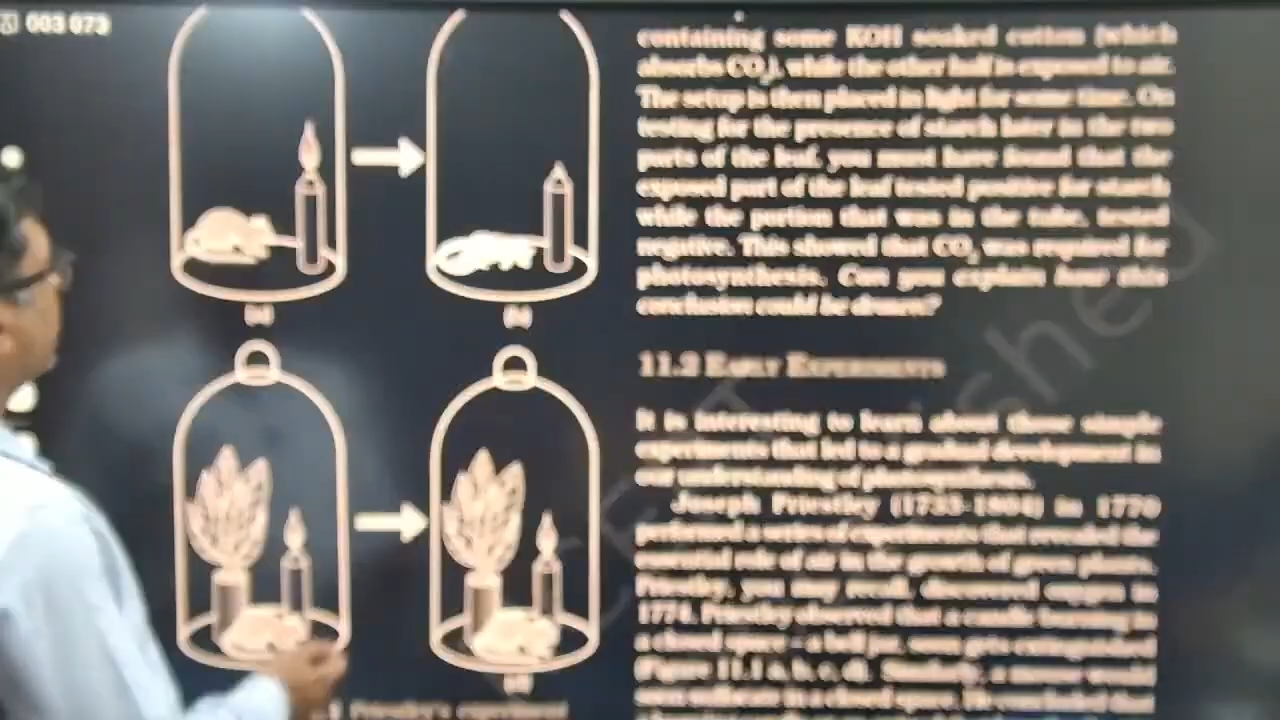 003 073
containing some KOH soaked cotton (which
absorbs CO₂), while the other half is exposed to air.
The setup is then placed in light for some time. On
testing for the presence of starch later in the two
parts of the leaf, you must have found that the
exposed part of the leaf tested positive for starch
while the portion that was in the tube, tested
negative. This showed that CO₂ was required for
photosynthesis. Can you explain how this
conclusion could be drawn?
(a)
(b)
11.2 EARLY EXPERIMENTS
It is interesting to learn about those simple
experiments that led to a gradual development in
our understanding of photosynthesis.
Joseph Priestley (1733-1804) in 1770
performed a series of experiments that revealed the
essential role of air in the growth of green plants.
Priestley, you may recall, discovered oxygen in
1774. Priestley observed that a candle burning in
a closed space – a bell jar, soon gets extinguished
(Figure 11.1 a, b, c, d). Similarly, a mouse would
soon suffocate in a closed space. He concluded that
Priestley's experiment